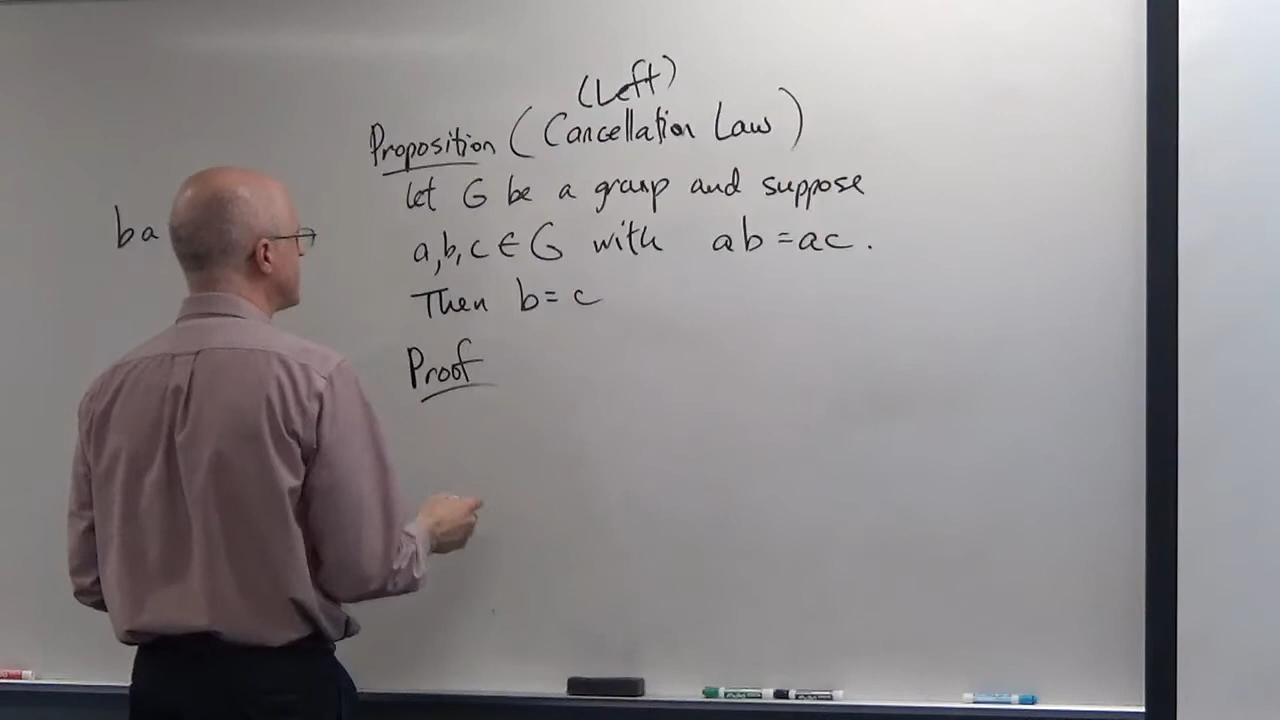 (Left)
Proposition (Cancellation Law)
let G be a group and suppose
ba
a,b,c ∈ G with ab = ac.
Then b = c
Proof